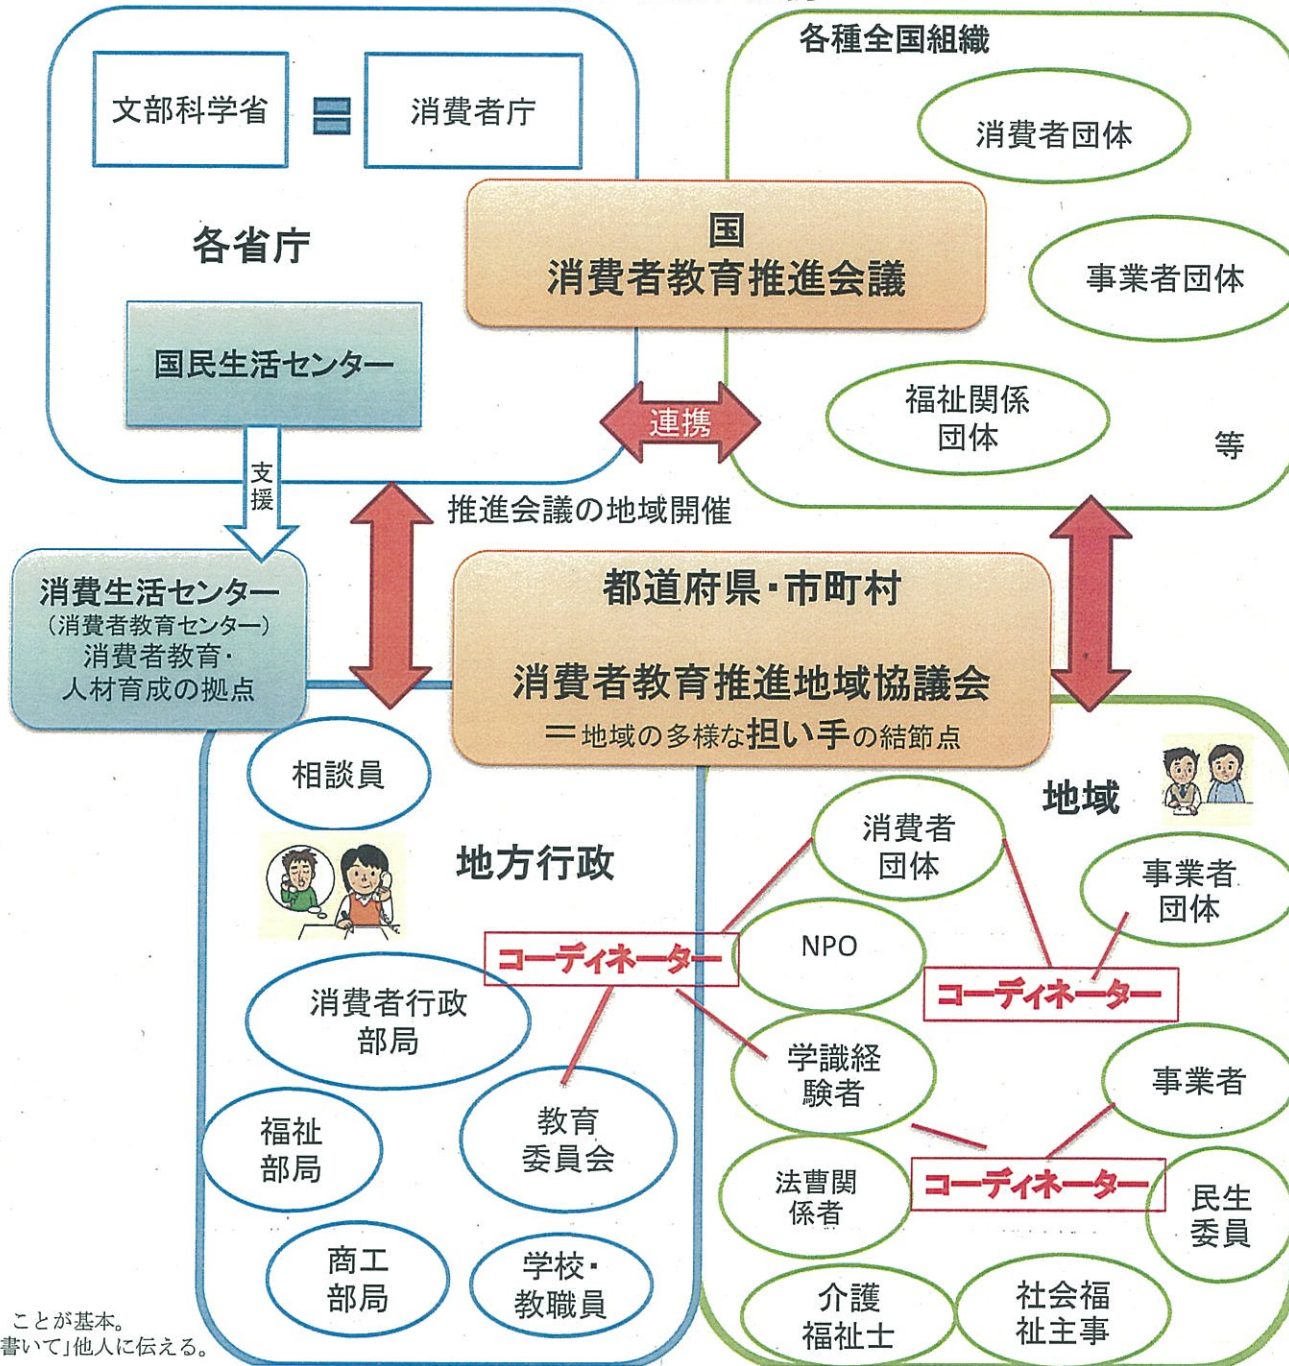 各種全国組織
文部科学省
消費者庁
消費者団体
国
消費者教育推進会議
各省庁
事業者団体
国民生活センター
福祉関係
団体
等
連携
支援
推進会議の地域開催
消費生活センター
(消費者教育センター)
消費者教育・
人材育成の拠点
都道府県・市町村
消費者教育推進地域協議会
=地域の多様な担い手の結節点
相談員
地方行政
地域
消費者
団体
事業者
団体
コーディネーター
NPO
コーディネーター
消費者行政
部局
学識経
験者
事業者
福祉
部局
教育
委員会
コーディネーター
法曹関
係者
民生
委員
商工
部局
学校・
教職員
介護
福祉士
社会福
祉主事
ことが基本。
書いて」他人に伝える。